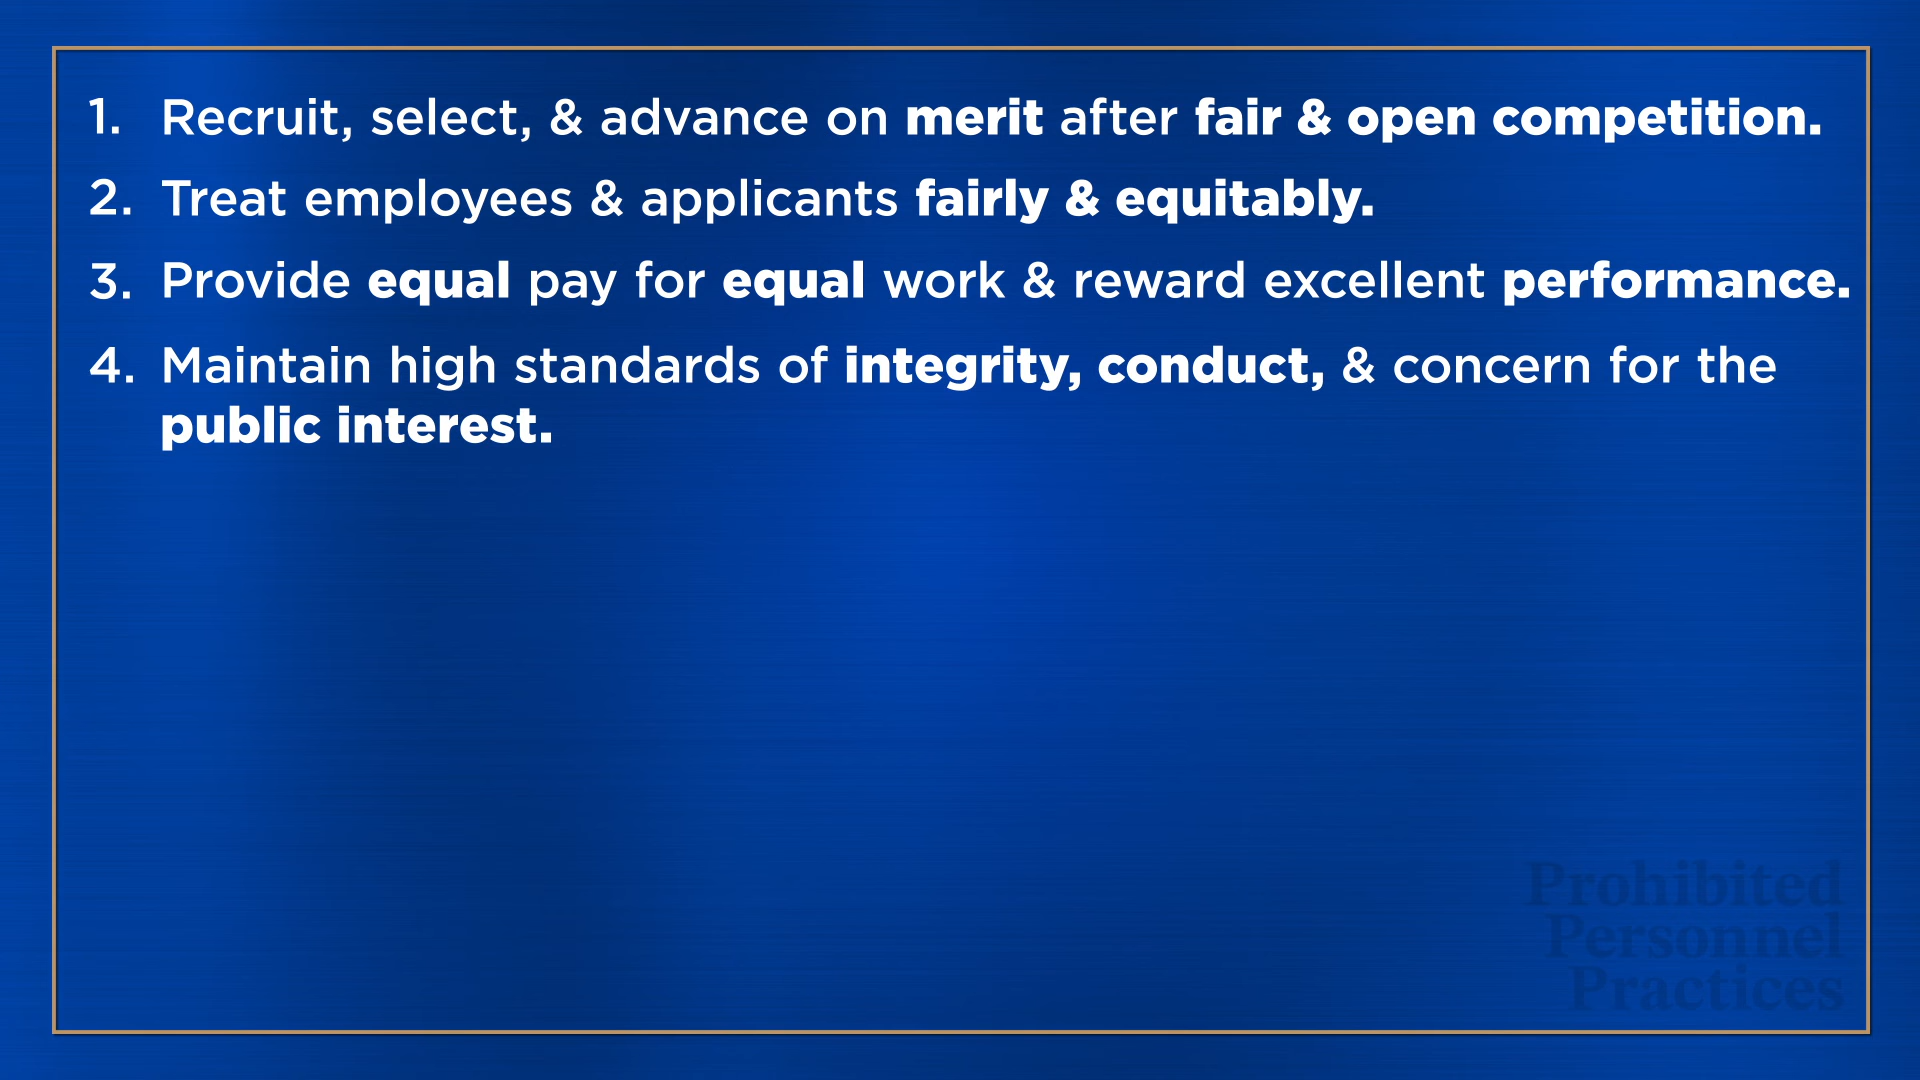 1. Recruit, select, & advance on merit after fair & open competition.
2. Treat employees & applicants fairly & equitably.
3. Provide equal pay for equal work & reward excellent performance.
4. Maintain high standards of integrity, conduct, & concern for the
public interest.
Prohibited
Personnel
Practices